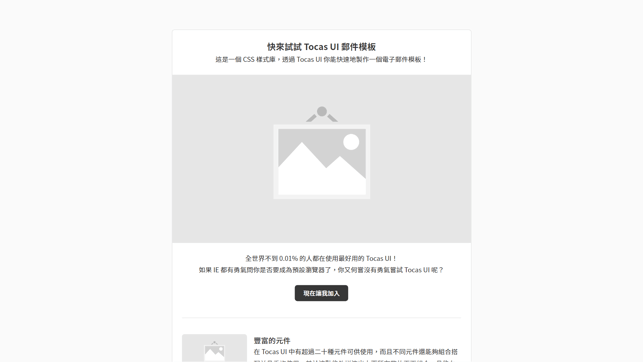 快來試試 Tocas UI 郵件模板
這是一個 CSS 樣式庫，透過 Tocas UI 你能快速地製作一個電子郵件模板！
全世界不到 0.01% 的人都在使用最好用的 Tocas UI！
如果 IE 都有勇氣問你是否要成為預設瀏覽器了，你又何嘗沒有勇氣嘗試 Tocas UI 呢？
現在讓我加入
豐富的元件
在 Tocas UI 中有超過二十種元件可供使用，而且不同元件還能夠組合搭